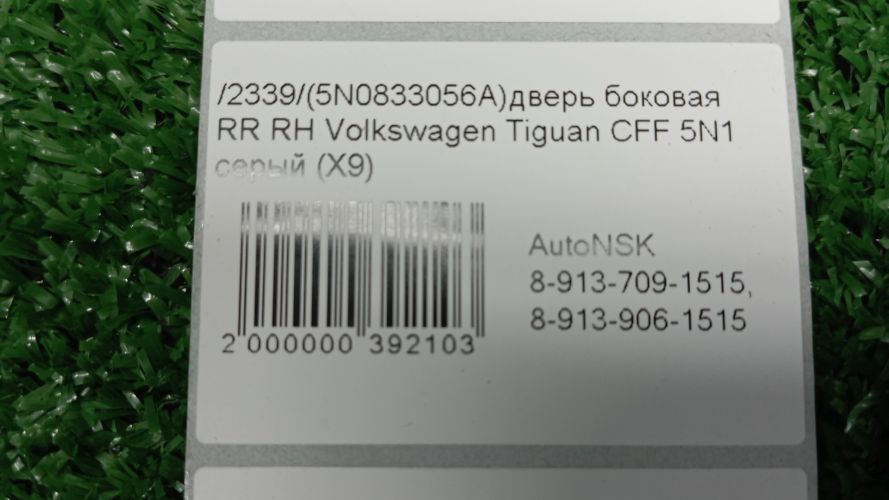 /2339/(5N0833056A)дверь боковая
RR RH Volkswagen Tiguan CFF 5N1
серый (X9)
AutoNSK
8-913-709-1515,
8-913-906-1515
2 000000 392103